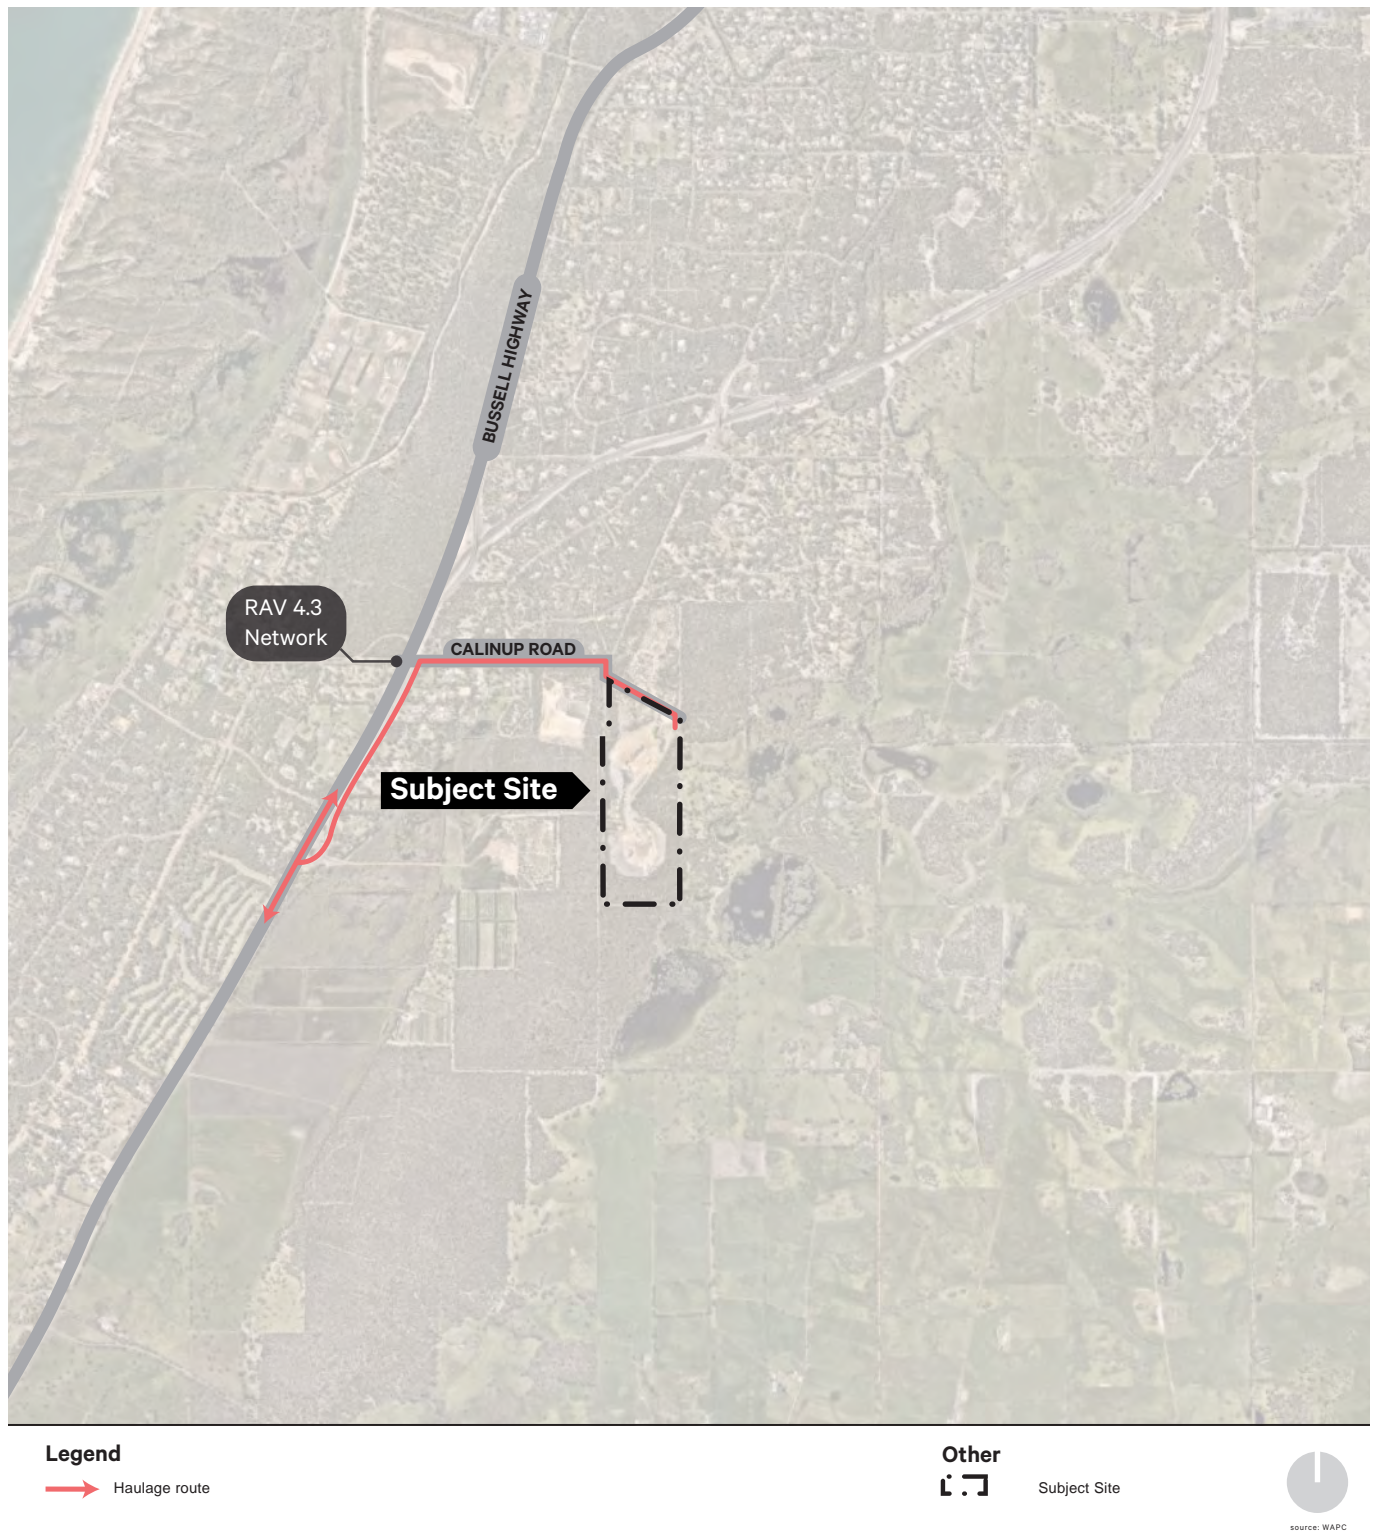 BUSSELL HIGHWAY
RAV 4.3
Network
CALINUP ROAD
Subject Site
Legend
Haulage route
Other
Subject Site
source: WAPC